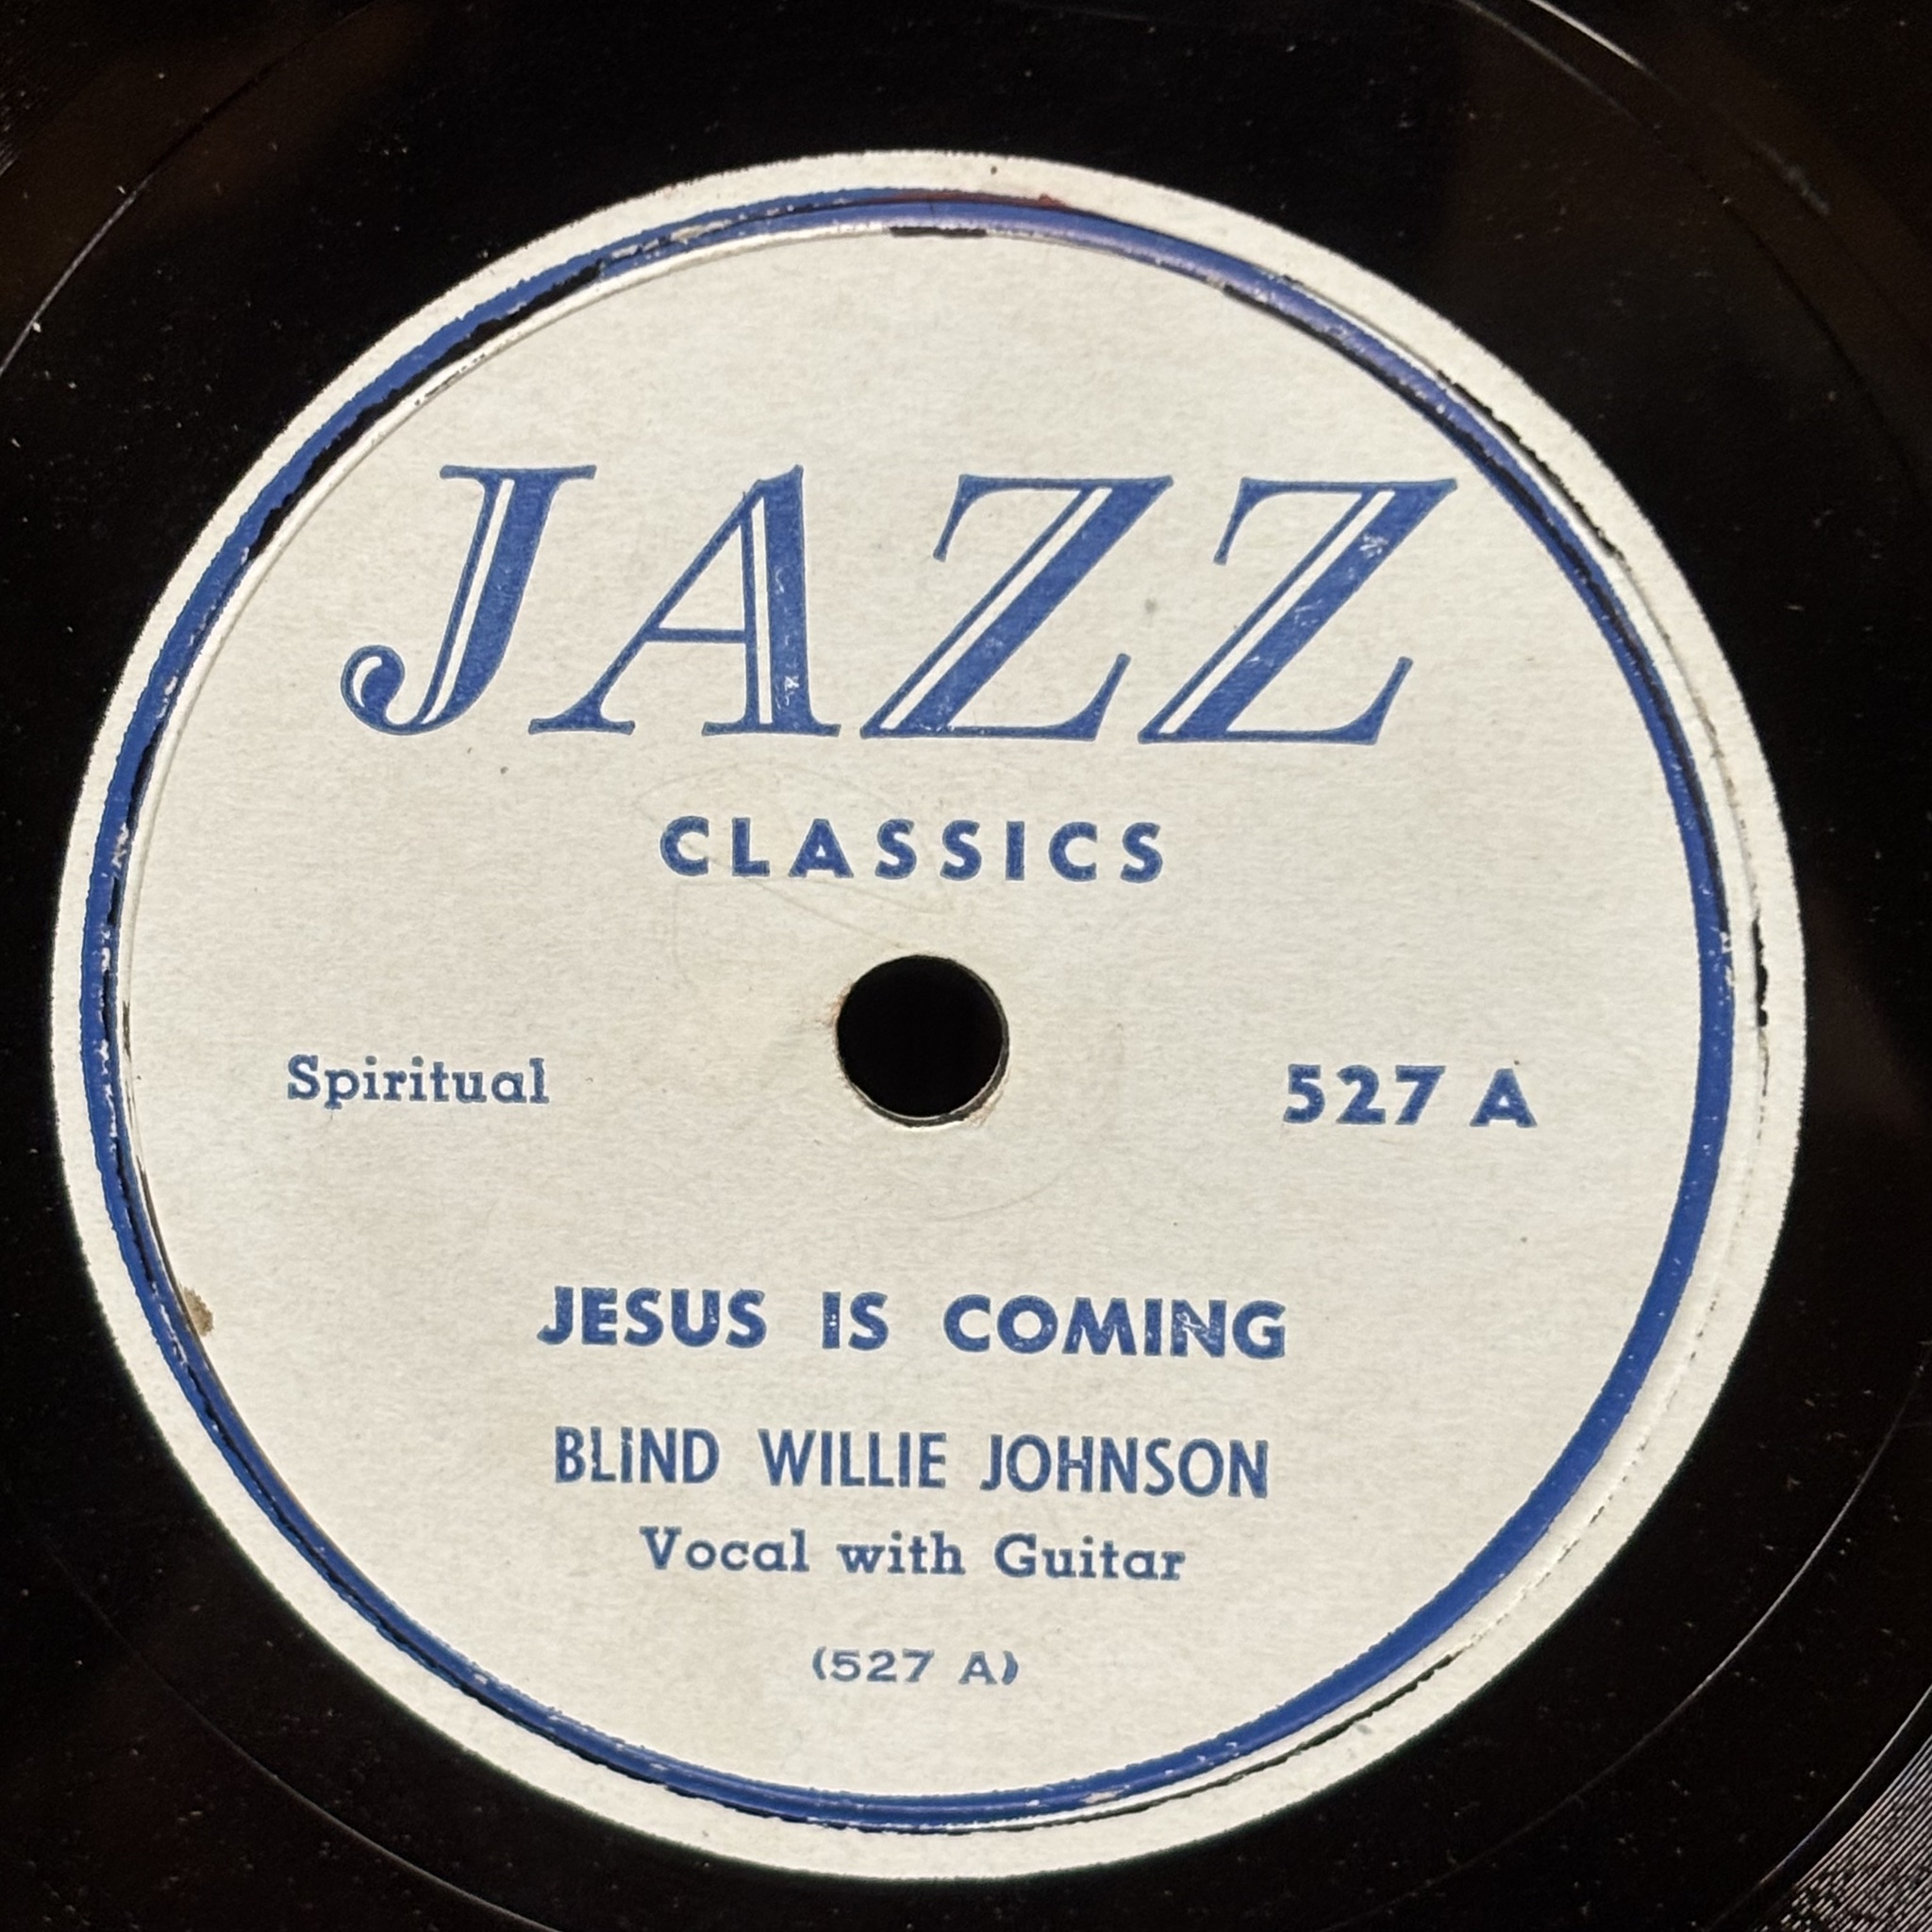 JAZZ
CLASSICS
Spiritual 527 A
JESUS IS COMING
BLiND WILLIE JOHNSON
Vocal with Guitar
(527 A)